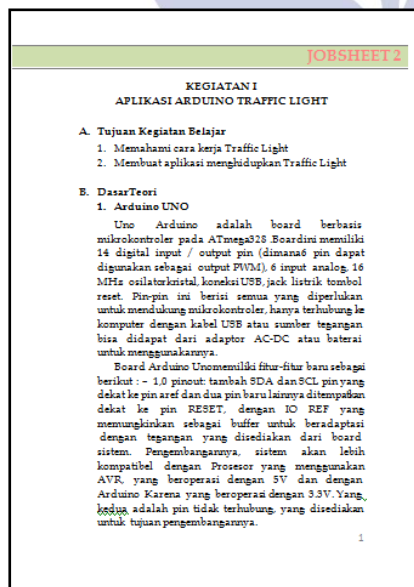 JOBSHEET 2
KEGIATAN I
APLIKASI ARDUINO TRAFFIC LIGHT
A. Tujuan Kegiatan Belajar
1. Memahami cara kerja Traffic Light
2. Membuat aplikasi menghidupkan Traffic Light
B. DasarTeori
1. Arduino UNO
Uno Arduino adalah board berbasis
mikrokontroler pada ATmega328 .Boardini memiliki
14 digital input / output pin (dimana6 pin dapat
digunakan sebagai output PWM), 6 input analog, 16
MHz osilatorkristal, koneksiUSB, jack listrik tombol
reset. Pin-pin ini berisi semua yang diperlukan
untuk mendukung mikrokontroler, hanya terhubung ke
komputer dengan kabel USB atau sumber tegangan
bisa didapat dari adaptor AC-DC atau baterai
untuk menggunakannya.
Board Arduino Unomemiliki fitur-fitur baru sebagai
berikut : – 1,0 pinout: tambah SDA dan SCL pin yang
dekat ke pin aref dan dua pin baru lainnya ditempatkan
dekat ke pin RESET, dengan IO REF yang
memungkinkan sebagai buffer untuk beradaptasi
dengan tegangan yang disediakan dari board
sistem. Pengembangannya, sistem akan lebih
kompatibel dengan Prosesor yang menggunakan
AVR, yang beroperasi dengan 5V dan dengan
Arduino Karena yang beroperasi dengan 3.3V. Yang
kedua adalah pin tidak terhubung, yang disediakan
untuk tujuan pengembangannya.
1